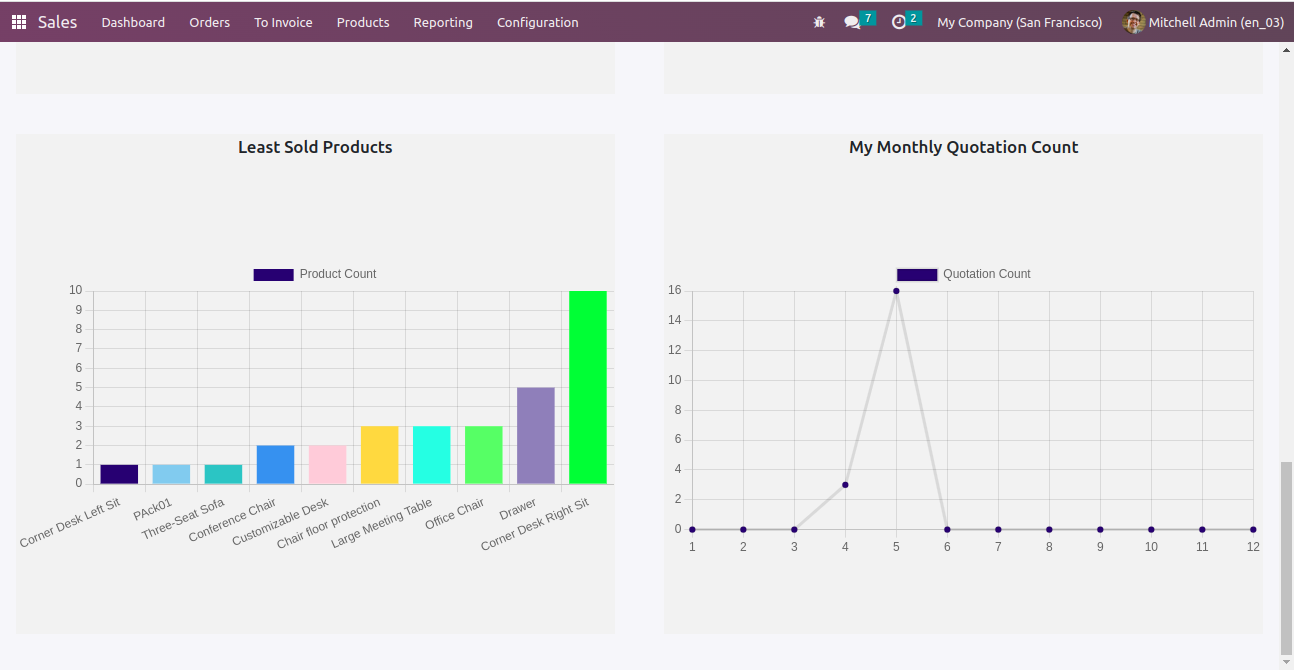 Sales Dashboard Orders To Invoice Products Reporting Configuration 7 2 My Company (San Francisco) Mitchell Admin (en_03)
Least Sold Products
Product Count
10
9
8
7
6
5
4
3
2
1
0
Corner Desk Left Sit PAck01 Three-Seat Sofa Conference Chair Customizable Desk Chair floor protection Large Meeting Table Office Chair Drawer Corner Desk Right Sit
My Monthly Quotation Count
Quotation Count
16
14
12
10
8
6
4
2
0
1 2 3 4 5 6 7 8 9 10 11 12